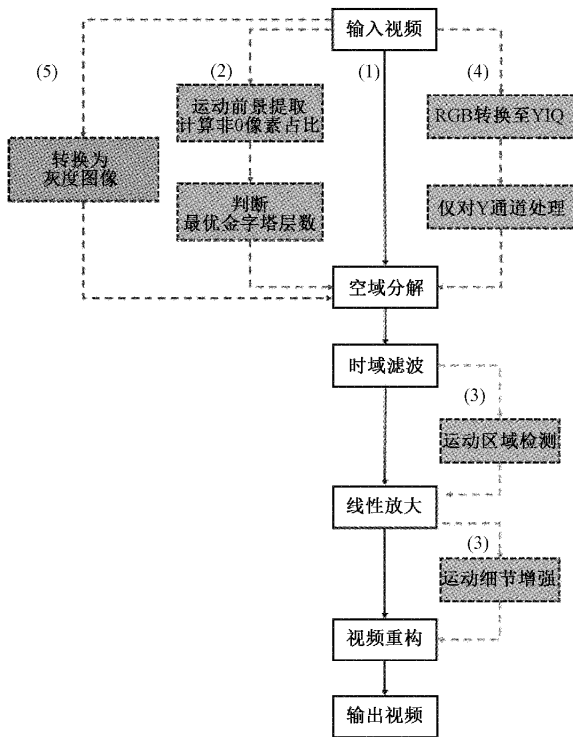 输入视频
(5)
(2)
(1)
(4)
运动前景提取
计算非0像素占比
RGB转换至YIQ
转换为
灰度图像
判断
最优金字塔层数
仅对Y通道处理
空域分解
时域滤波
(3)
运动区域检测
线性放大
(3)
运动细节增强
视频重构
输出视频